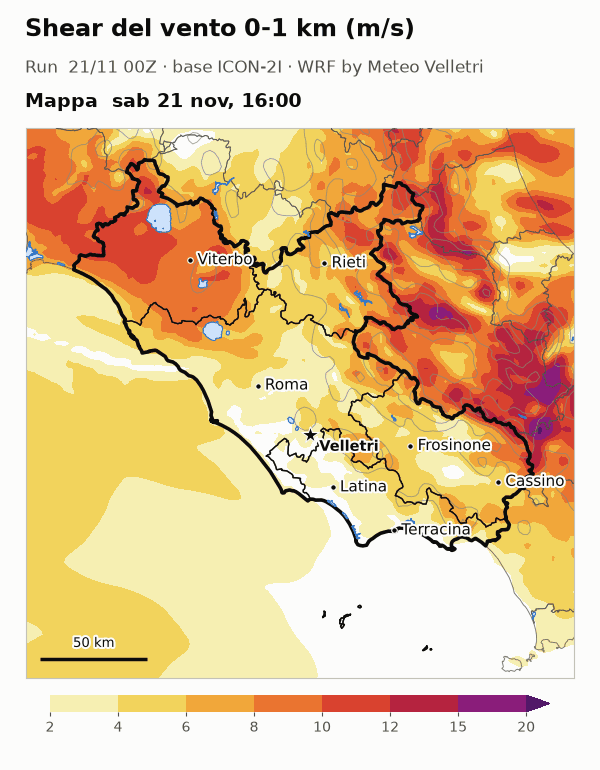 Shear del vento 0-1 km (m/s)
Run  21/11 00Z · base ICON-2I · WRF by Meteo Velletri
Mappa  sab 21 nov, 16:00
Viterbo
Rieti
Roma
Velletri
Frosinone
Cassino
Latina
Terracina
50 km
2 4 6 8 10 12 15 20